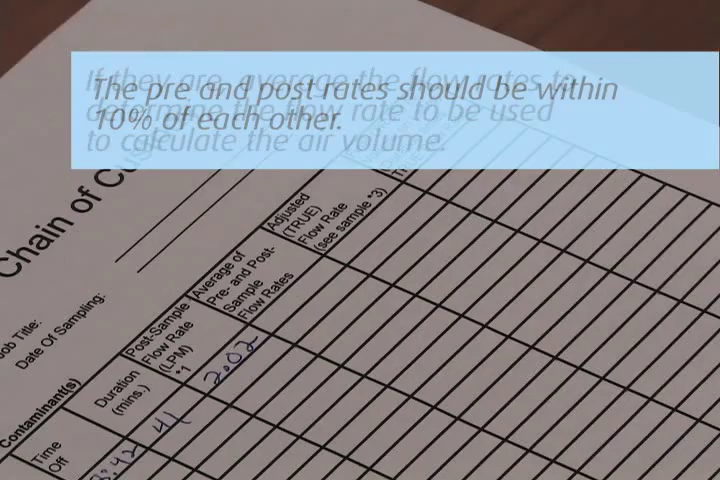 The pre and post rates should be within
10% of each other.
If they are, average the flow rates to
determine the flow rate to be used
to calculate the air volume.
Chain of
Job Title:
Date Of Sampling:
Contaminant(s)
Time
Off
Duration
(mins.)
Post-Sample
Flow Rate
(LPM)
*1
Average of
Pre- and Post-
Sample
Flow Rates
Adjusted
(TRUE)
Flow Rate
(see sample *3)
41
2.02